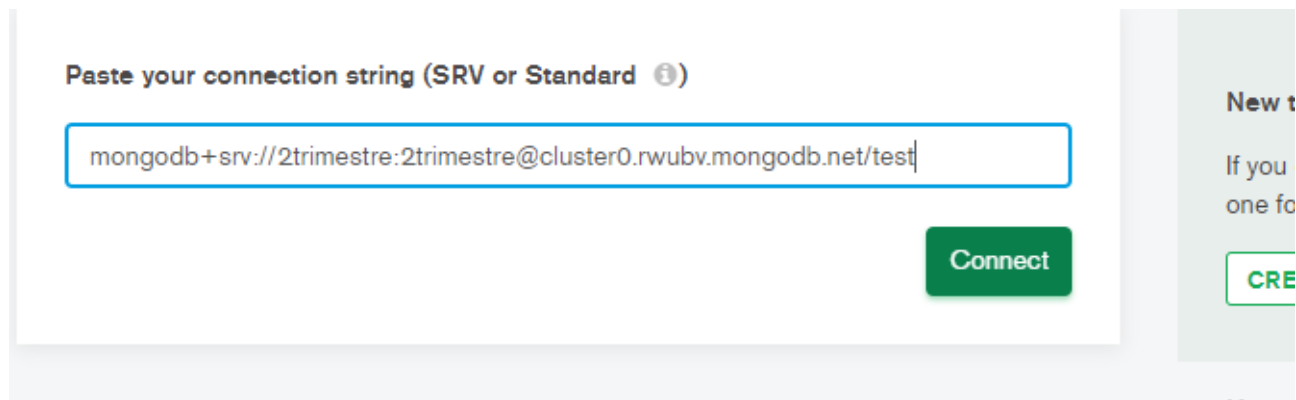 Paste your connection string (SRV or Standard)
mongodb+srv://2trimestre:2trimestre@cluster0.rwubv.mongodb.net/test
Connect
New t
If you
one fo
CRE